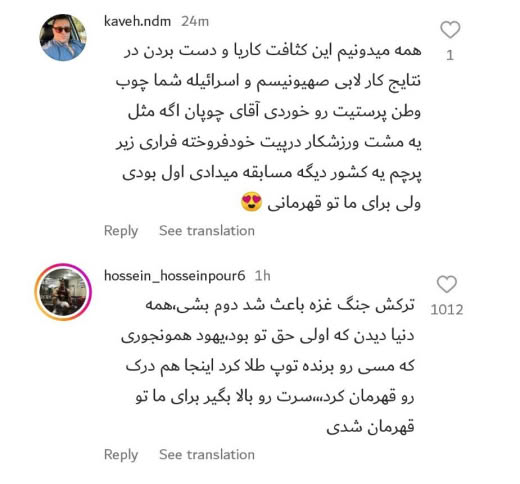 kaveh.ndm 24m
همه میدونیم این کثافت کاریا و دست بردن در
نتایج کار لابی صهیونیسم و اسرائیله شما چوب
وطن پرستیت رو خوردی آقای چوپان اگه مثل
یه مشت ورزشکار درپیت خودفروخته فراری زیر
پرچم یه کشور دیگه مسابقه میدادی اول بودی
ولی برای ما تو قهرمانی 😍
1
Reply See translation
hossein_hosseinpour6 1h
ترکش جنگ غزه باعث شد دوم بشی،همه
دنیا دیدن که اولی حق تو بود،یهود همونجوری
که مسی رو برنده توپ طلا کرد اینجا هم درک
رو قهرمان کرد،،،سرت رو بالا بگیر برای ما تو
قهرمان شدی
1012
Reply See translation